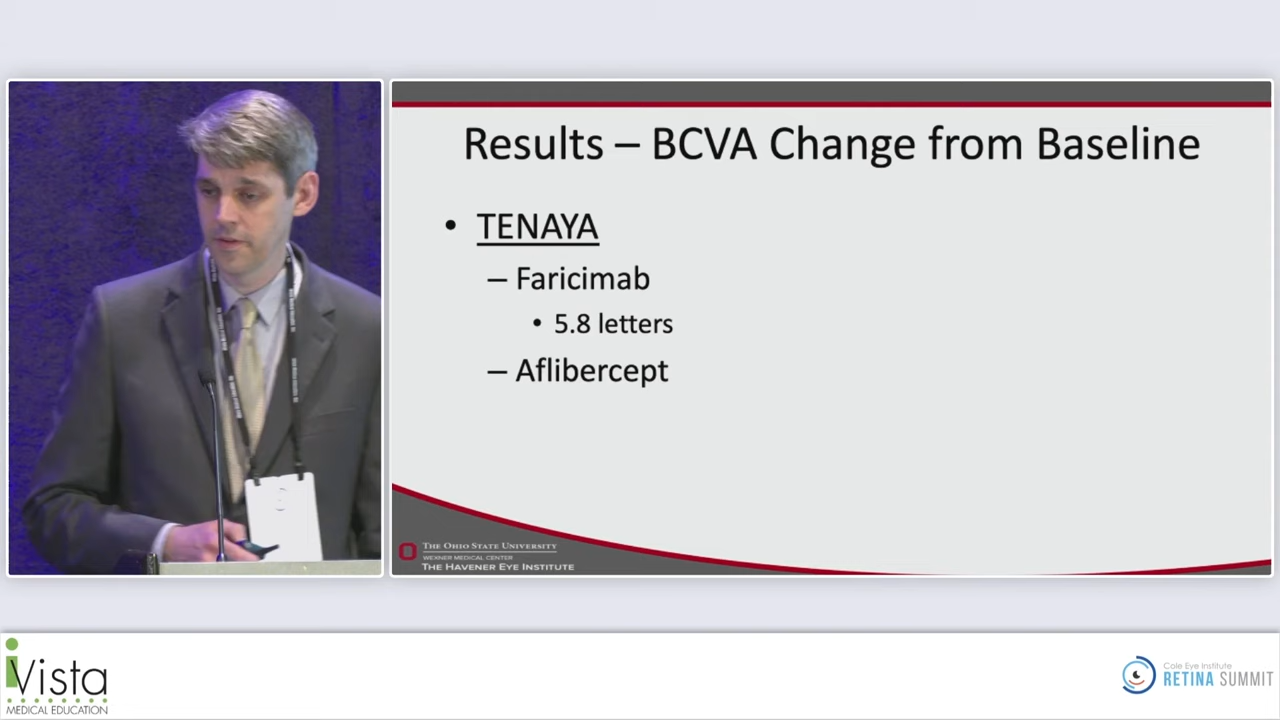 Results – BCVA Change from Baseline
• TENAYA
– Faricimab
• 5.8 letters
– Aflibercept
THE OHIO STATE UNIVERSITY
WEXNER MEDICAL CENTER
THE HAVENER EYE INSTITUTE
iVista
MEDICAL EDUCATION
Cole Eye Institute
RETINA SUMMIT